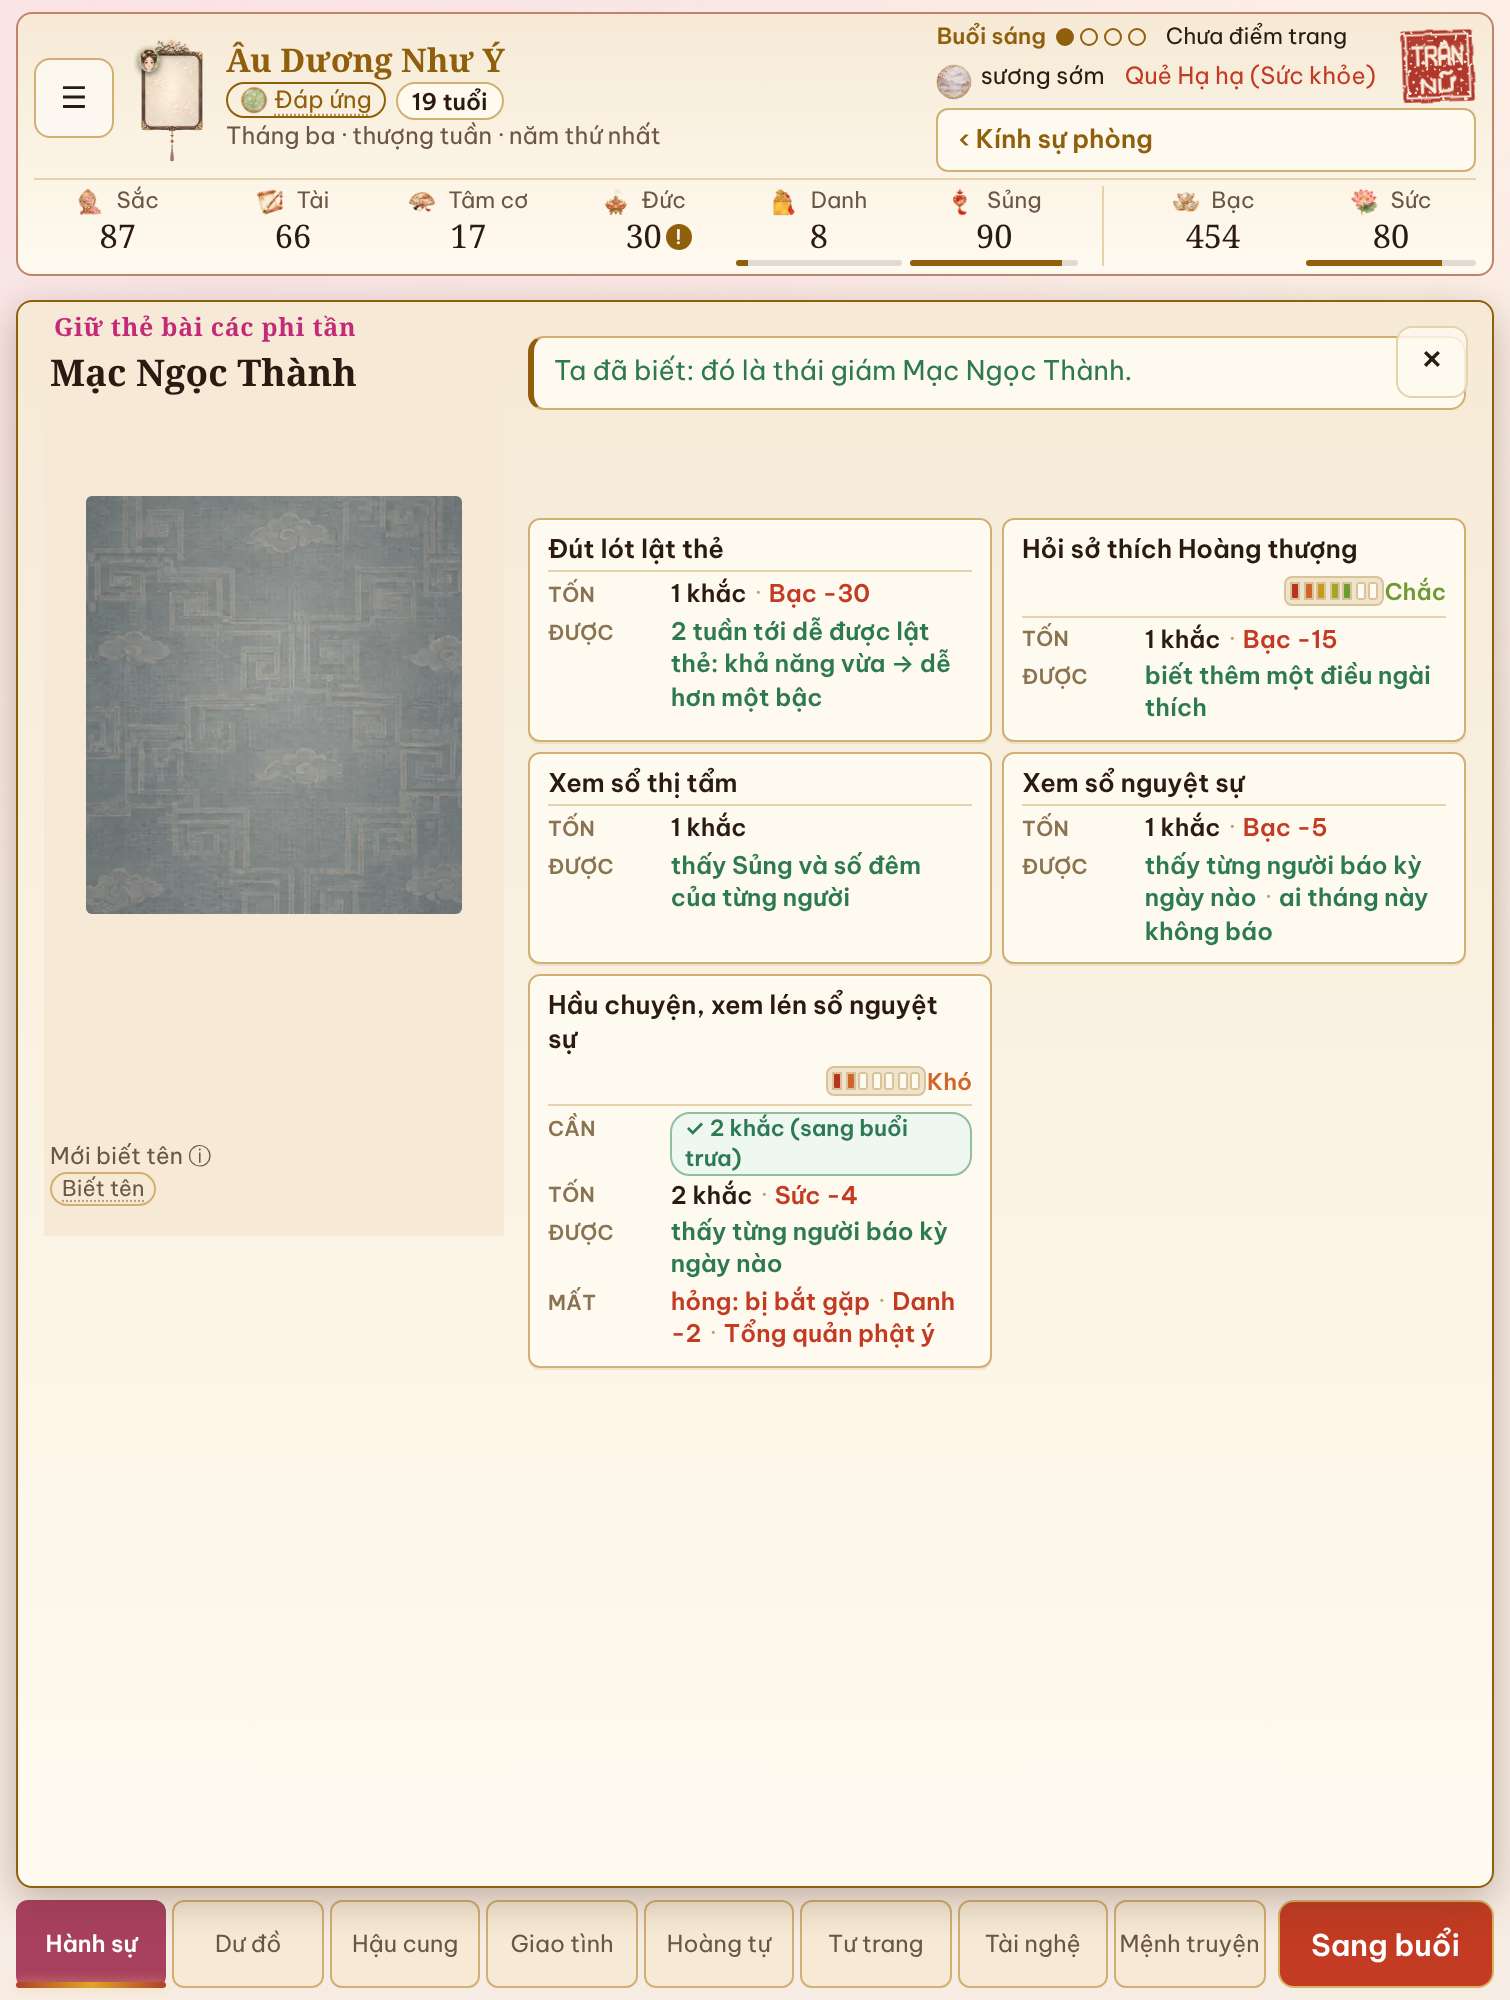 ☰
Âu Dương Như Ý
Đáp ứng
19 tuổi
Tháng ba · thượng tuần · năm thứ nhất
Buổi sáng
Chưa điểm trang
sương sớm
Quẻ Hạ hạ (Sức khỏe)
TRÂN
NỮ
‹ Kính sự phòng
Sắc
87
Tài
66
Tâm cơ
17
Đức
30 !
Danh
8
Sủng
90
Bạc
454
Sức
80
Giữ thẻ bài các phi tần
Mạc Ngọc Thành
Ta đã biết: đó là thái giám Mạc Ngọc Thành.
×
Mới biết tên ⓘ
Biết tên
Đút lót lật thẻ
TỐN 1 khắc · Bạc -30
ĐƯỢC 2 tuần tới dễ được lật
thẻ: khả năng vừa → dễ
hơn một bậc
Hỏi sở thích Hoàng thượng
Chắc
TỐN 1 khắc · Bạc -15
ĐƯỢC biết thêm một điều ngài
thích
Xem sổ thị tẩm
TỐN 1 khắc
ĐƯỢC thấy Sủng và số đêm
của từng người
Xem sổ nguyệt sự
TỐN 1 khắc · Bạc -5
ĐƯỢC thấy từng người báo kỳ
ngày nào · ai tháng này
không báo
Hầu chuyện, xem lén sổ nguyệt
sự
Khó
CẦN ✓ 2 khắc (sang buổi
trưa)
TỐN 2 khắc · Sức -4
ĐƯỢC thấy từng người báo kỳ
ngày nào
MẤT hỏng: bị bắt gặp · Danh
-2 · Tổng quản phật ý
Hành sự
Dư đồ
Hậu cung
Giao tình
Hoàng tự
Tư trang
Tài nghệ
Mệnh truyện
Sang buổi